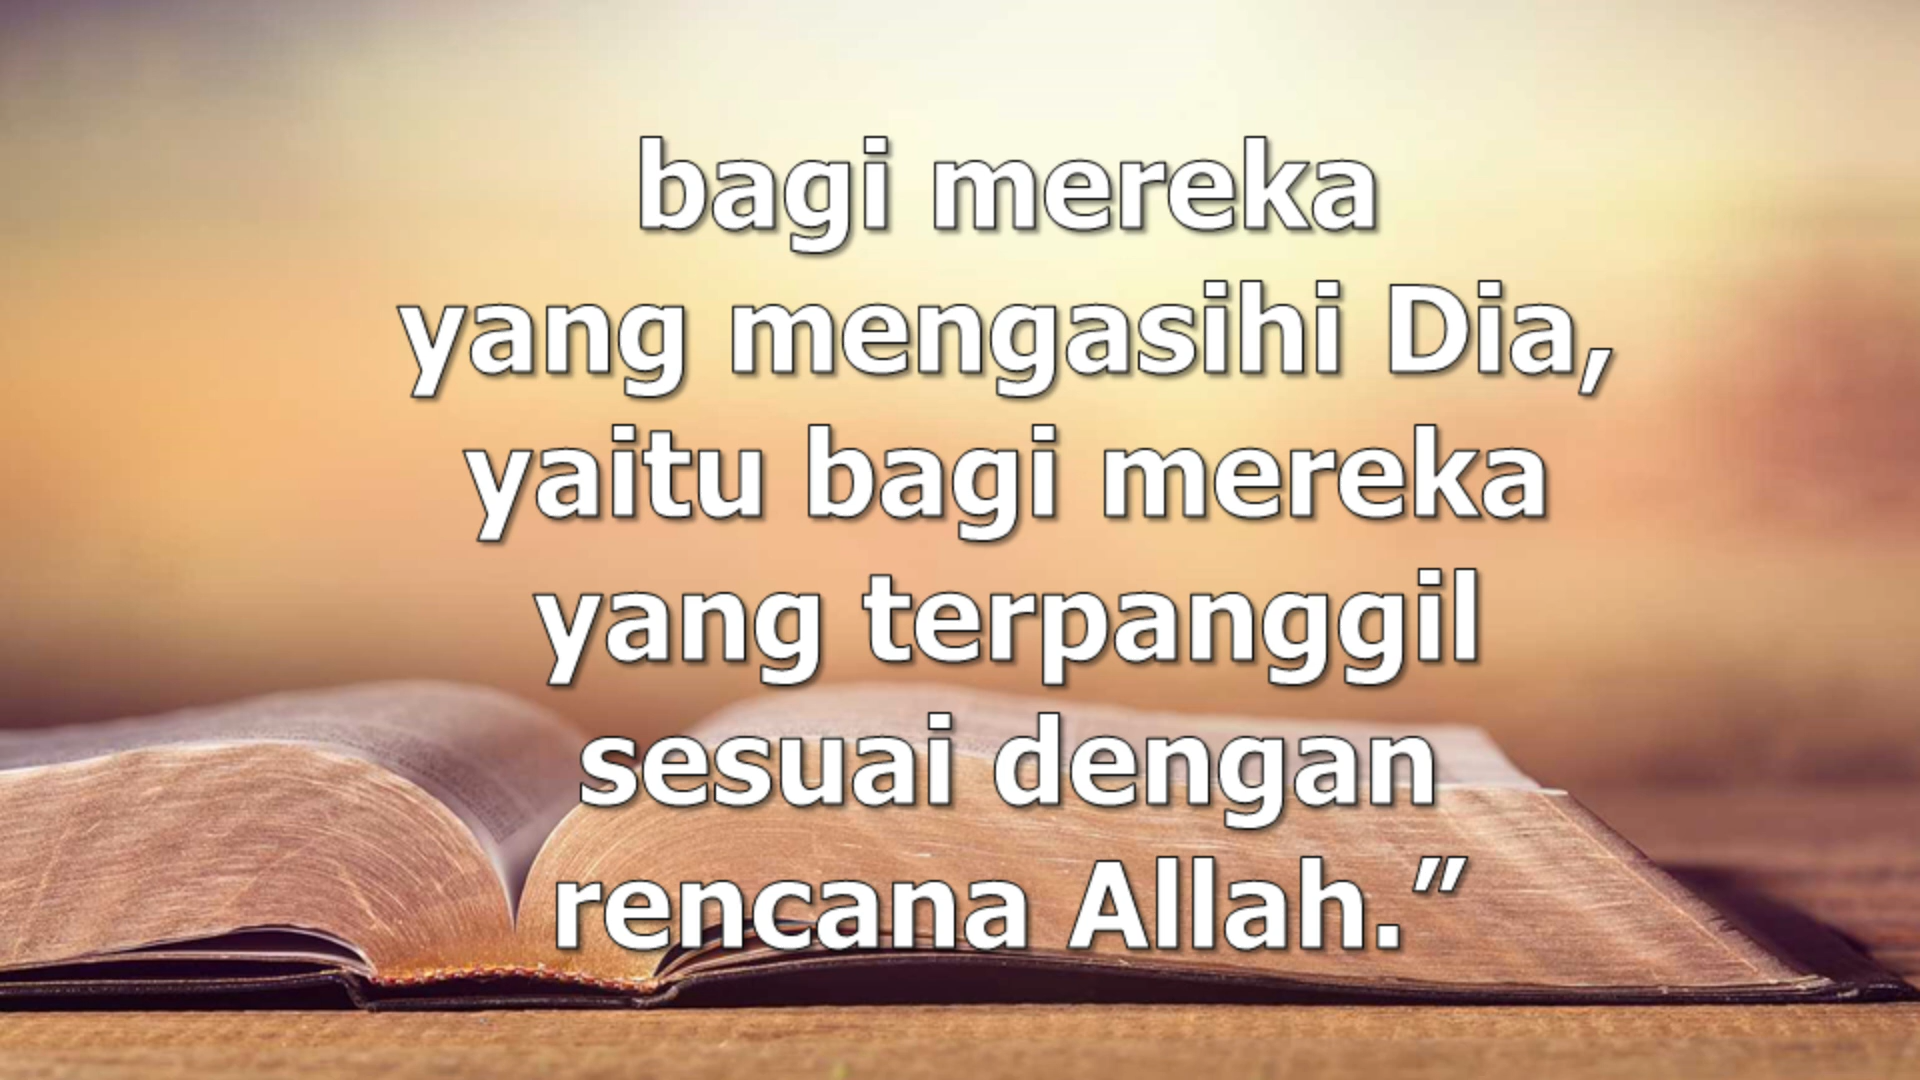 bagi mereka
yang mengasihi Dia,
yaitu bagi mereka
yang terpanggil
sesuai dengan
rencana Allah.”